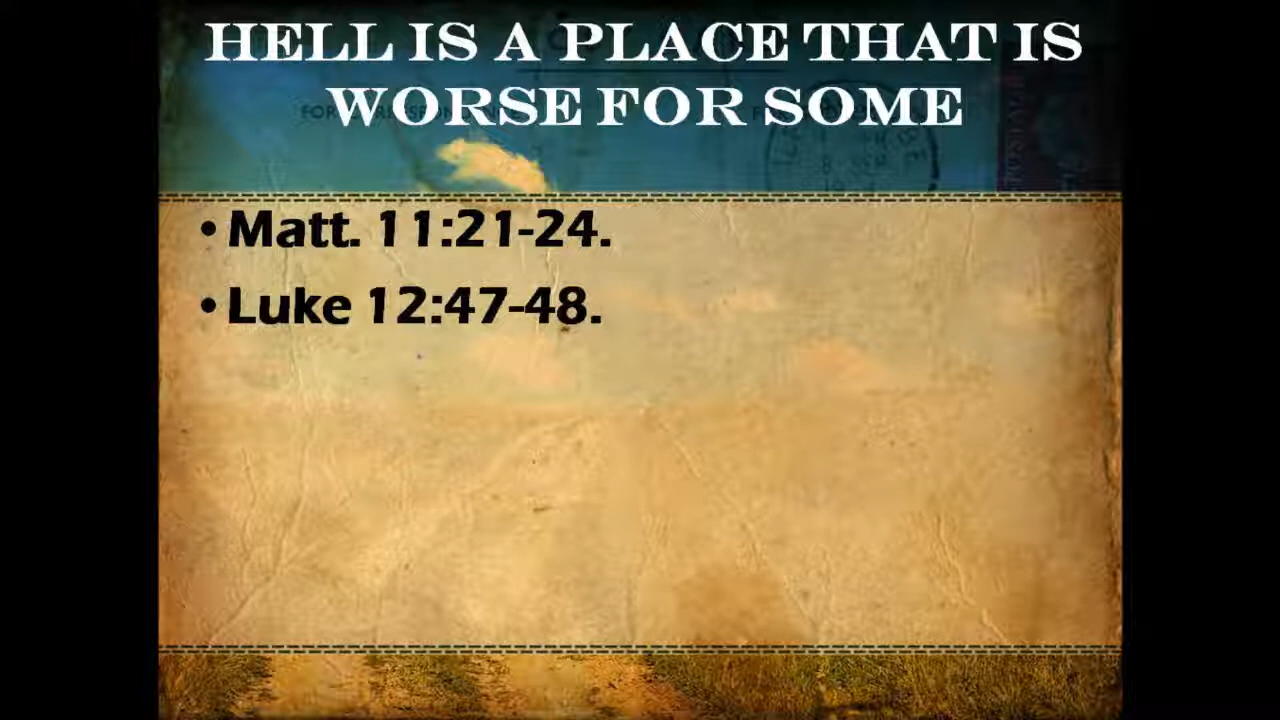 HELL IS A PLACE THAT IS
WORSE FOR SOME
• Matt. 11:21-24.
• Luke 12:47-48.